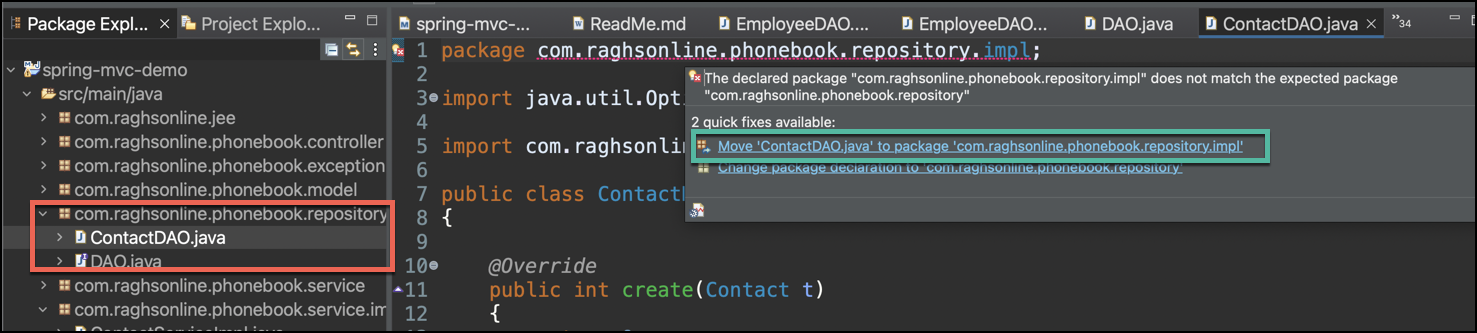 Package Expl...
Project Explo...
spring-mvc-...
ReadMe.md
EmployeeDAO....
EmployeeDAO....
DAO.java
ContactDAO.java
»34
spring-mvc-demo
src/main/java
com.raghsonline.jee
com.raghsonline.phonebook.controller
com.raghsonline.phonebook.exception
com.raghsonline.phonebook.model
com.raghsonline.phonebook.repository
ContactDAO.java
DAO.java
com.raghsonline.phonebook.service
com.raghsonline.phonebook.service.im
ContactServiceImpl.java
1 package com.raghsonline.phonebook.repository.impl;
2
3 import java.util.Opti
4
5 import com.raghsonlin
6
7 public class Contact
8 {
9
10 @Override
11 public int create(Contact t)
12 {
The declared package "com.raghsonline.phonebook.repository.impl" does not match the expected package
"com.raghsonline.phonebook.repository"
2 quick fixes available:
Move 'ContactDAO.java' to package 'com.raghsonline.phonebook.repository.impl'
Change package declaration to 'com.raghsonline.phonebook.repository'